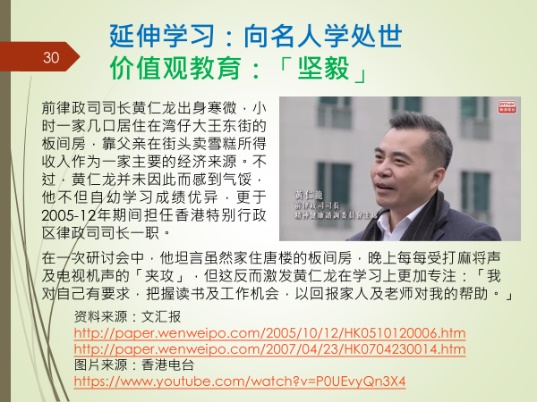 30
延伸学习：向名人学处世
价值观教育：「坚毅」
前律政司司长黄仁龙出身寒微，小
时一家几口居住在湾仔大王东街的
板间房，靠父亲在街头卖雪糕所得
收入作为一家主要的经济来源。不
过，黄仁龙并未因此而感到气馁，
他不但自幼学习成绩优异，更于
2005-12年期间担任香港特别行政
区律政司司长一职。
黃仁龍
前律政司司長
精神健康諮詢委員會主席
在一次研讨会中，他坦言虽然家住唐楼的板间房，晚上每每受打麻将声
及电视机声的「夹攻」，但这反而激发黄仁龙在学习上更加专注：「我
对自己有要求，把握读书及工作机会，以回报家人及老师对我的帮助。」
资料来源：文汇报
http://paper.wenweipo.com/2005/10/12/HK0510120006.htm
http://paper.wenweipo.com/2007/04/23/HK0704230014.htm
图片来源：香港电台
https://www.youtube.com/watch?v=P0UEvyQn3X4